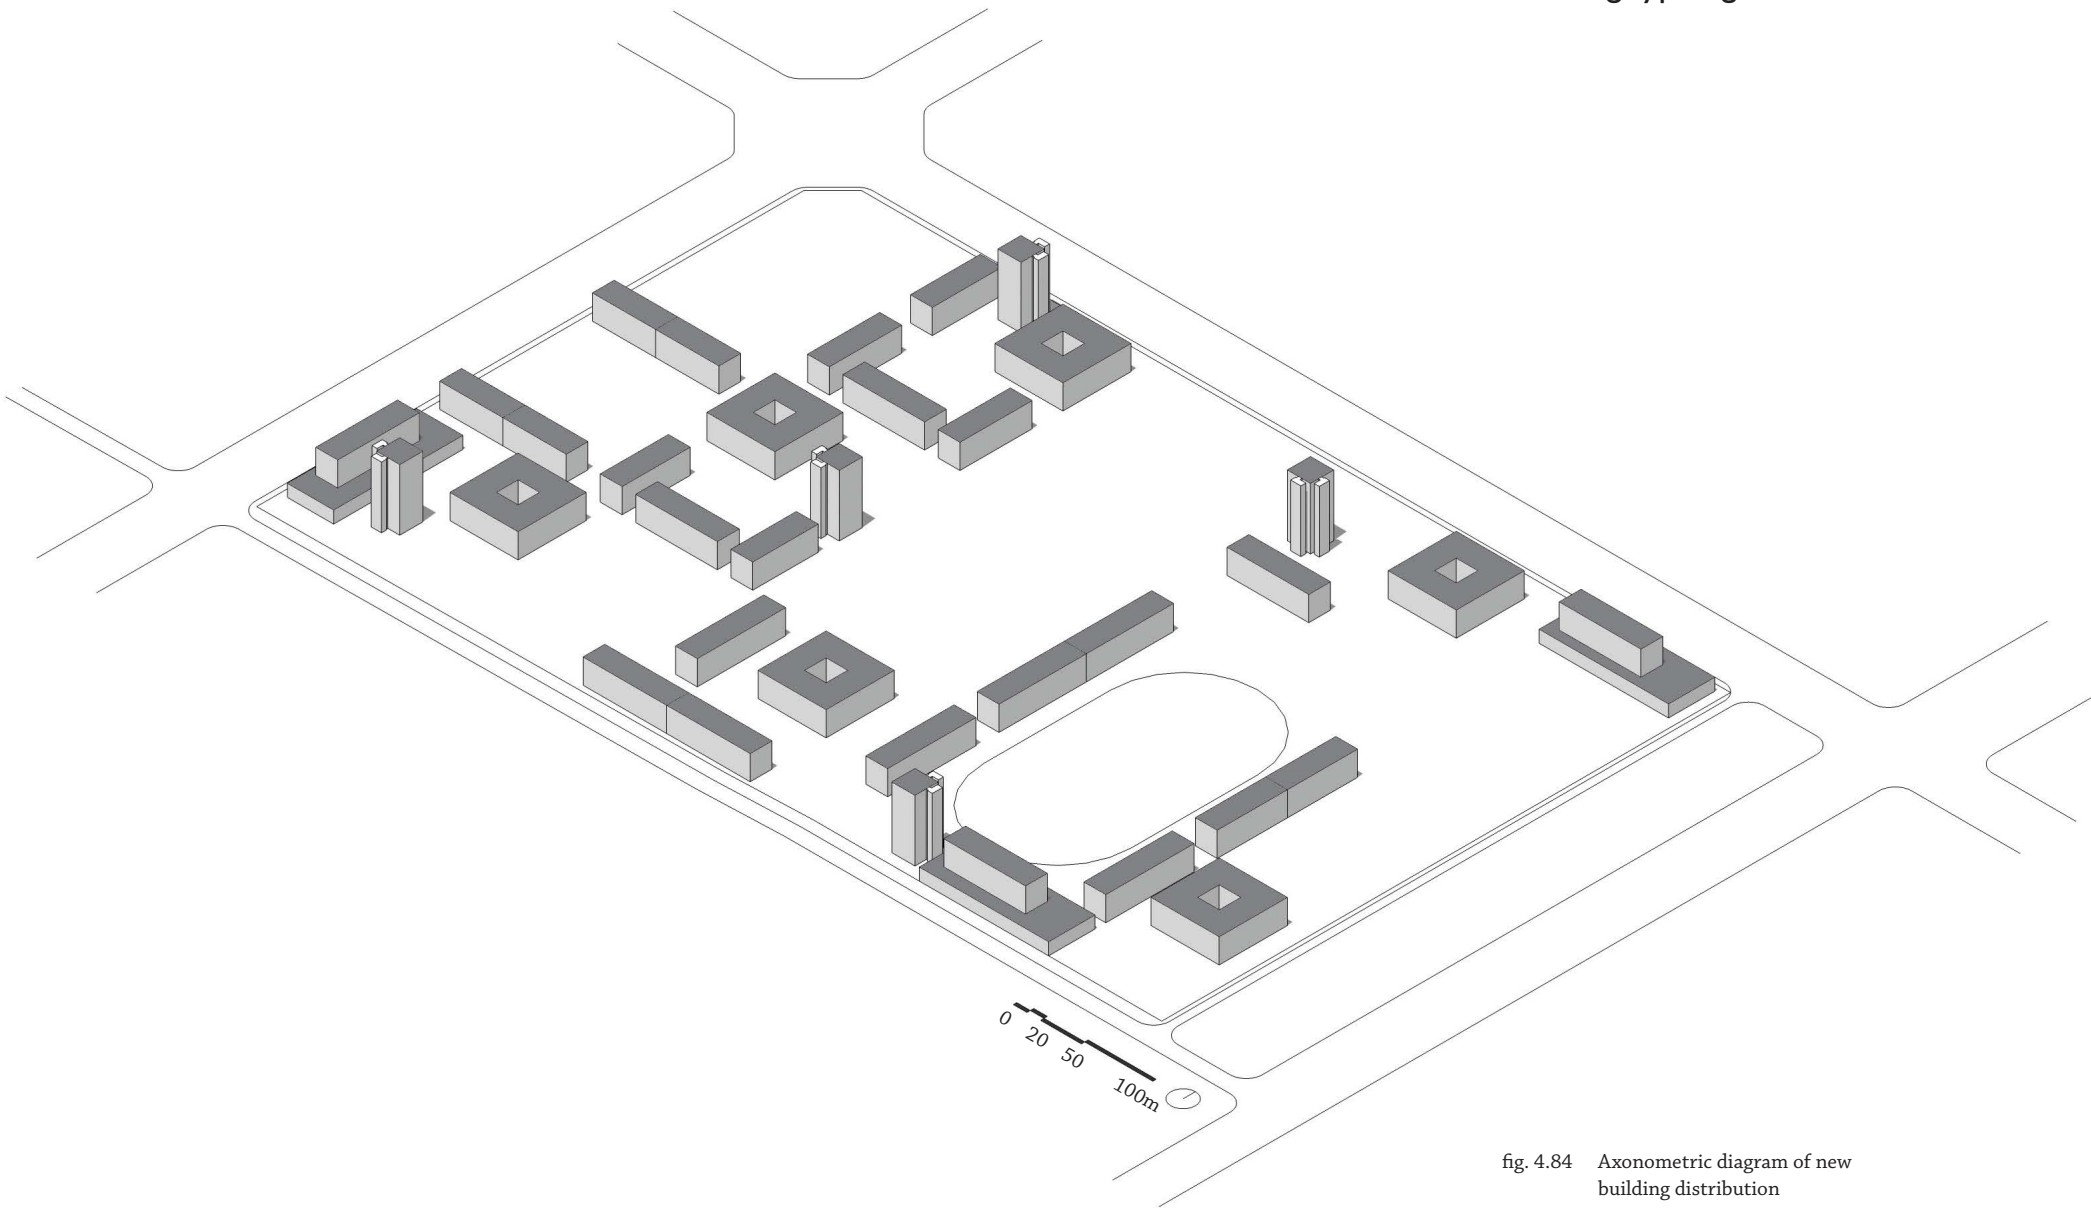 0
20
50
100m
fig. 4.84 Axonometric diagram of new
building distribution